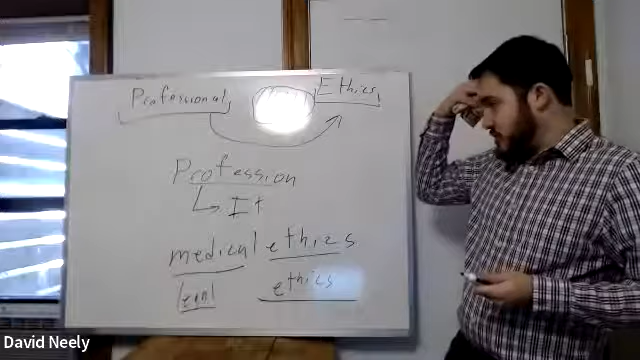 Professional Ethics
Profession
It
medical ethics
legal ethics
David Neely